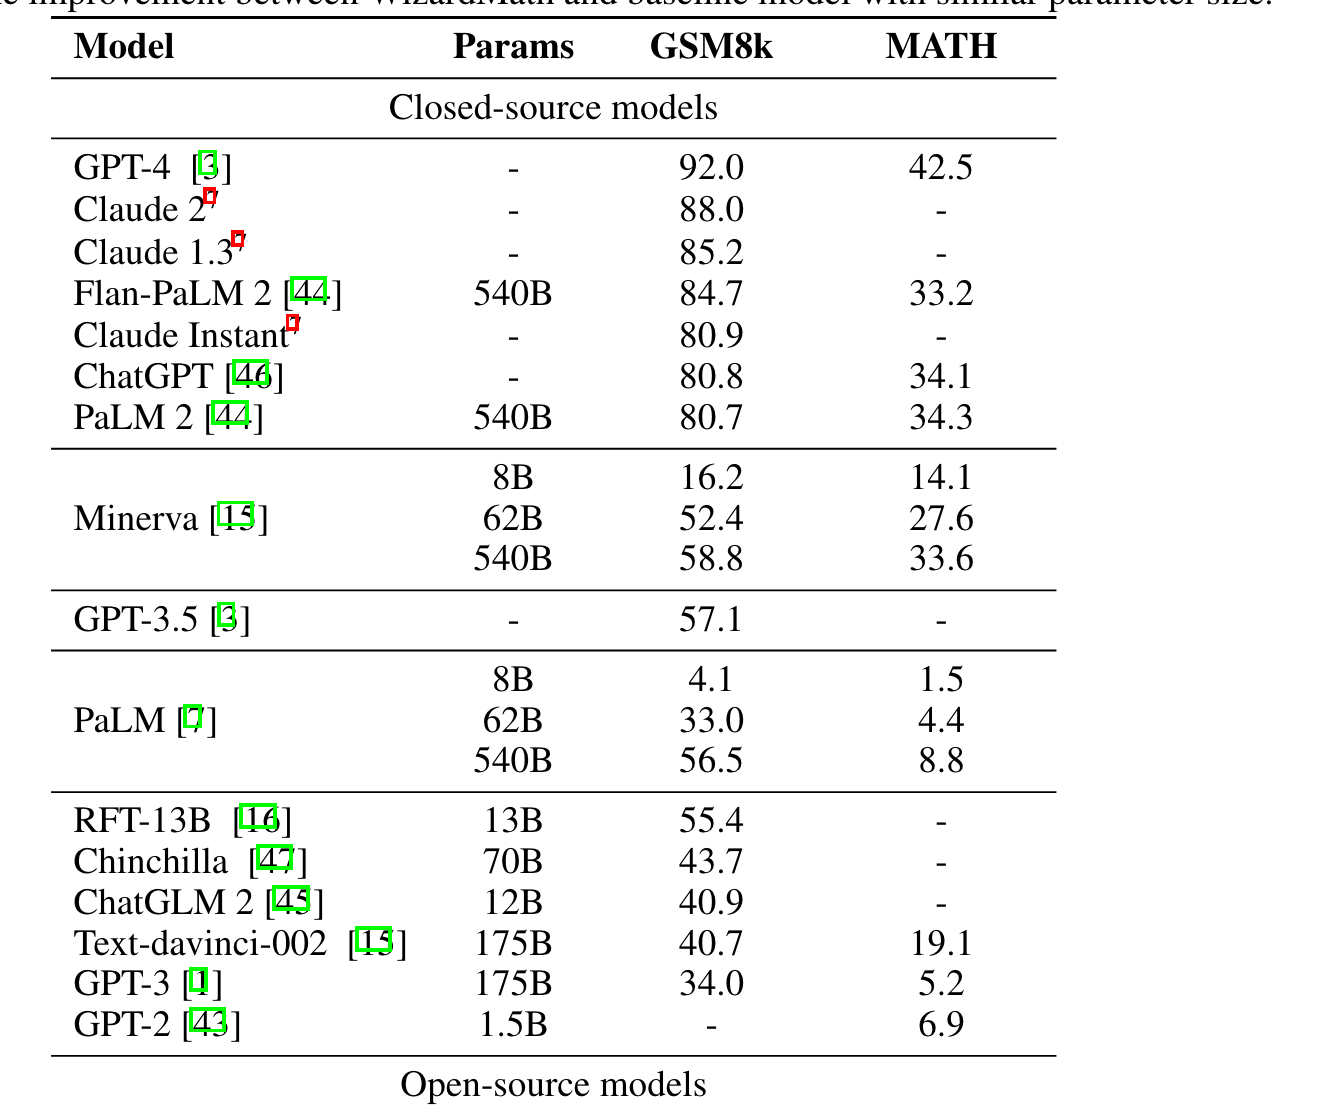 improvement between WizardMath and baseline model with similar parameter size.
Model Params GSM8k MATH
Closed-source models
GPT-4 [3] - 92.0 42.5
Claude 2⁷ - 88.0 -
Claude 1.3⁷ - 85.2 -
Flan-PaLM 2 [44] 540B 84.7 33.2
Claude Instant⁷ - 80.9 -
ChatGPT [46] - 80.8 34.1
PaLM 2 [44] 540B 80.7 34.3
8B 16.2 14.1
Minerva [15] 62B 52.4 27.6
540B 58.8 33.6
GPT-3.5 [3] - 57.1 -
8B 4.1 1.5
PaLM [7] 62B 33.0 4.4
540B 56.5 8.8
RFT-13B [16] 13B 55.4 -
Chinchilla [47] 70B 43.7 -
ChatGLM 2 [45] 12B 40.9 -
Text-davinci-002 [15] 175B 40.7 19.1
GPT-3 [1] 175B 34.0 5.2
GPT-2 [43] 1.5B - 6.9
Open-source models